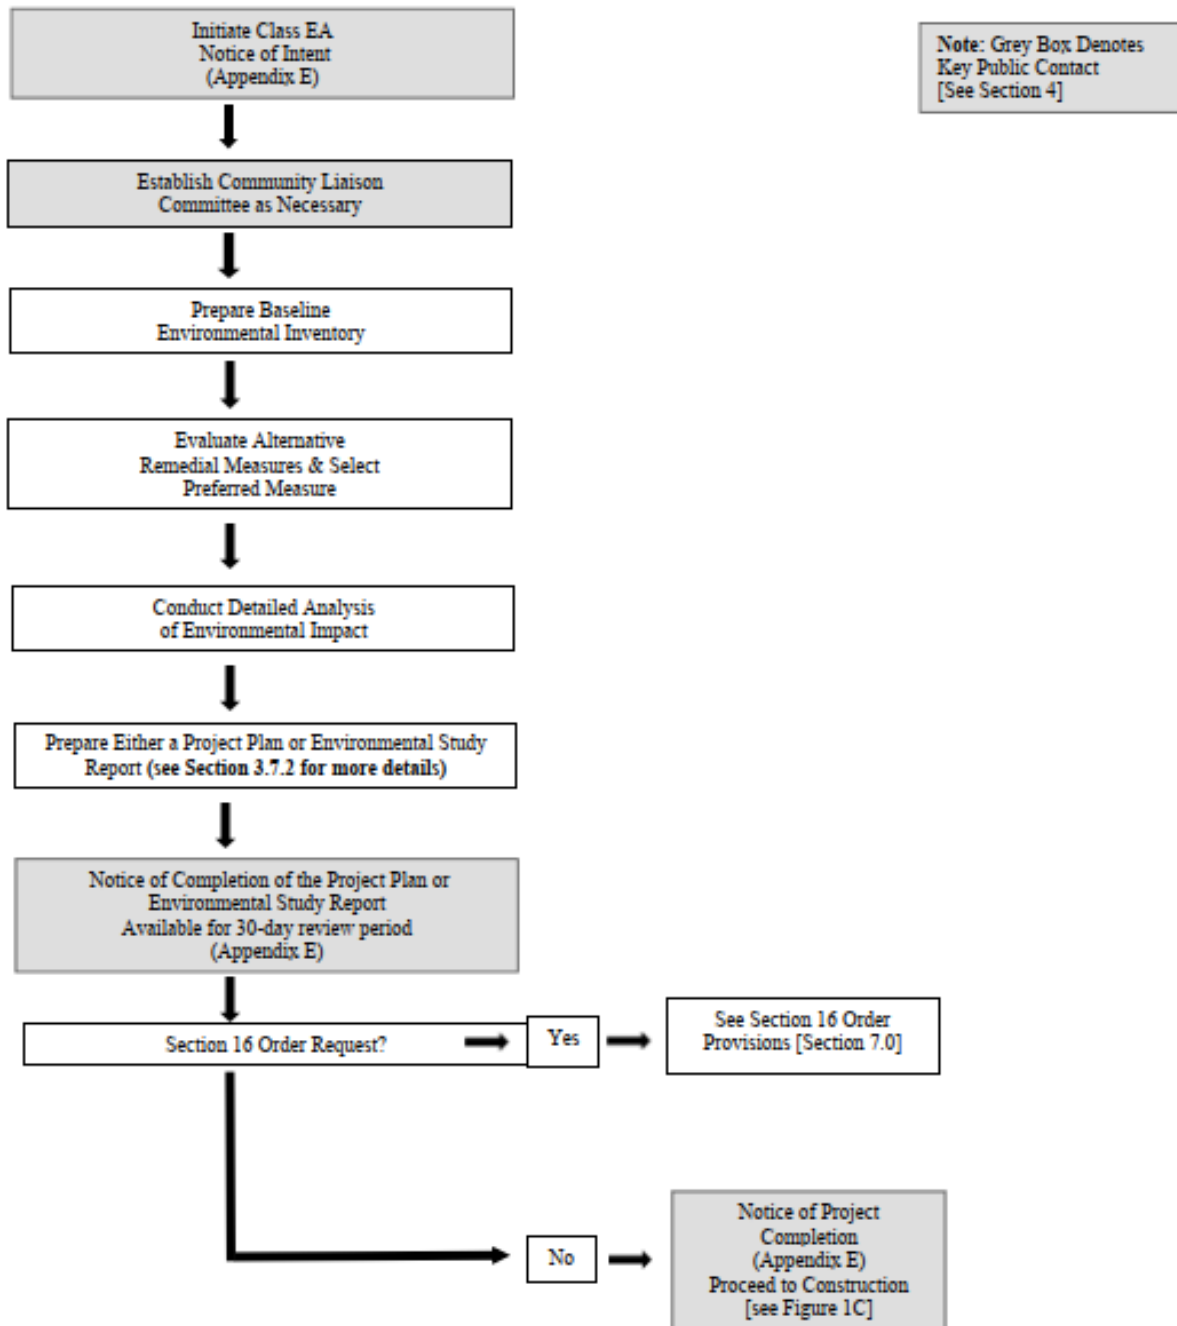 Initiate Class EA
Notice of Intent
(Appendix E)
Note: Grey Box Denotes
Key Public Contact
[See Section 4]
Establish Community Liaison
Committee as Necessary
Prepare Baseline
Environmental Inventory
Evaluate Alternative
Remedial Measures & Select
Preferred Measure
Conduct Detailed Analysis
of Environmental Impact
Prepare Either a Project Plan or Environmental Study
Report (see Section 3.7.2 for more details)
Notice of Completion of the Project Plan or
Environmental Study Report
Available for 30-day review period
(Appendix E)
Section 16 Order Request?
Yes
See Section 16 Order
Provisions [Section 7.0]
No
Notice of Project
Completion
(Appendix E)
Proceed to Construction
[see Figure 1C]